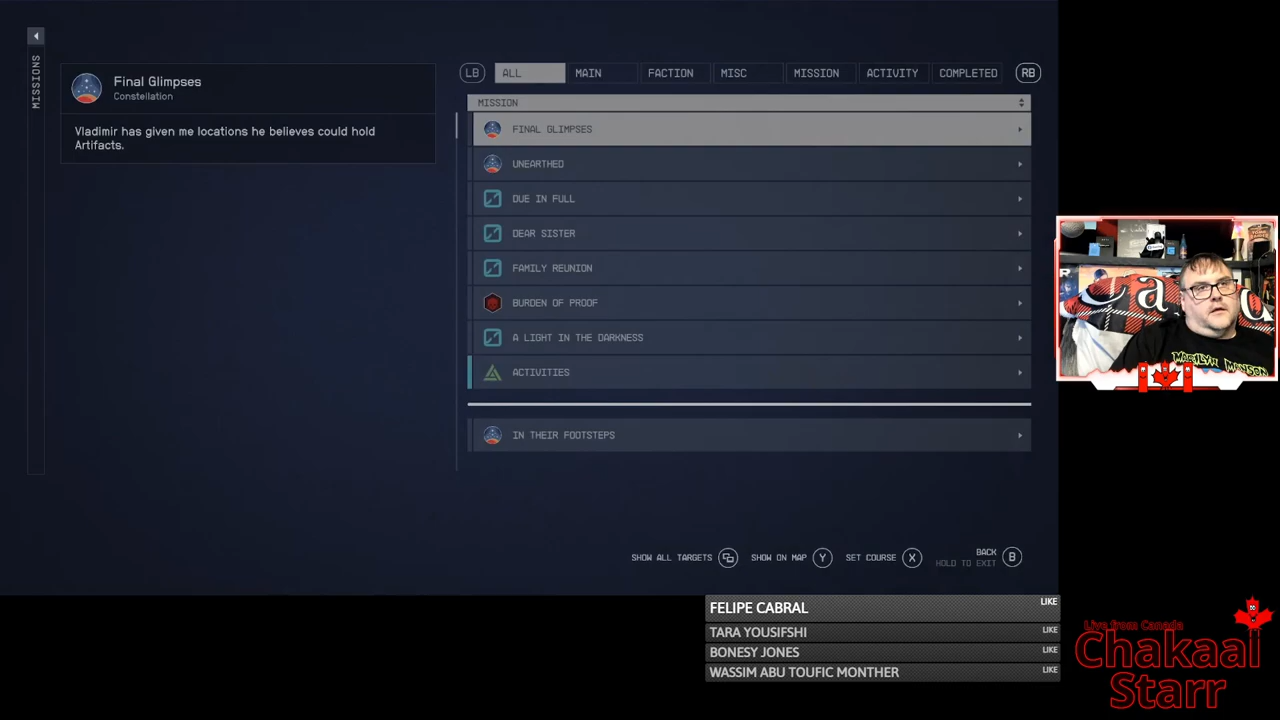 MISSIONS
Final Glimpses
Constellation
Vladimir has given me locations he believes could hold
Artifacts.
LB
ALL
MAIN
FACTION
MISC
MISSION
ACTIVITY
COMPLETED
RB
MISSION
FINAL GLIMPSES
UNEARTHED
DUE IN FULL
DEAR SISTER
FAMILY REUNION
BURDEN OF PROOF
A LIGHT IN THE DARKNESS
ACTIVITIES
IN THEIR FOOTSTEPS
SHOW ALL TARGETS
SHOW ON MAP Y
SET COURSE X
BACK B
HOLD TO EXIT
MARILYN MANSON
FELIPE CABRAL LIKE
TARA YOUSIFSHI LIKE
BONESY JONES LIKE
WASSIM ABU TOUFIC MONTHER LIKE
Live from Canada
Chakaal
Starr